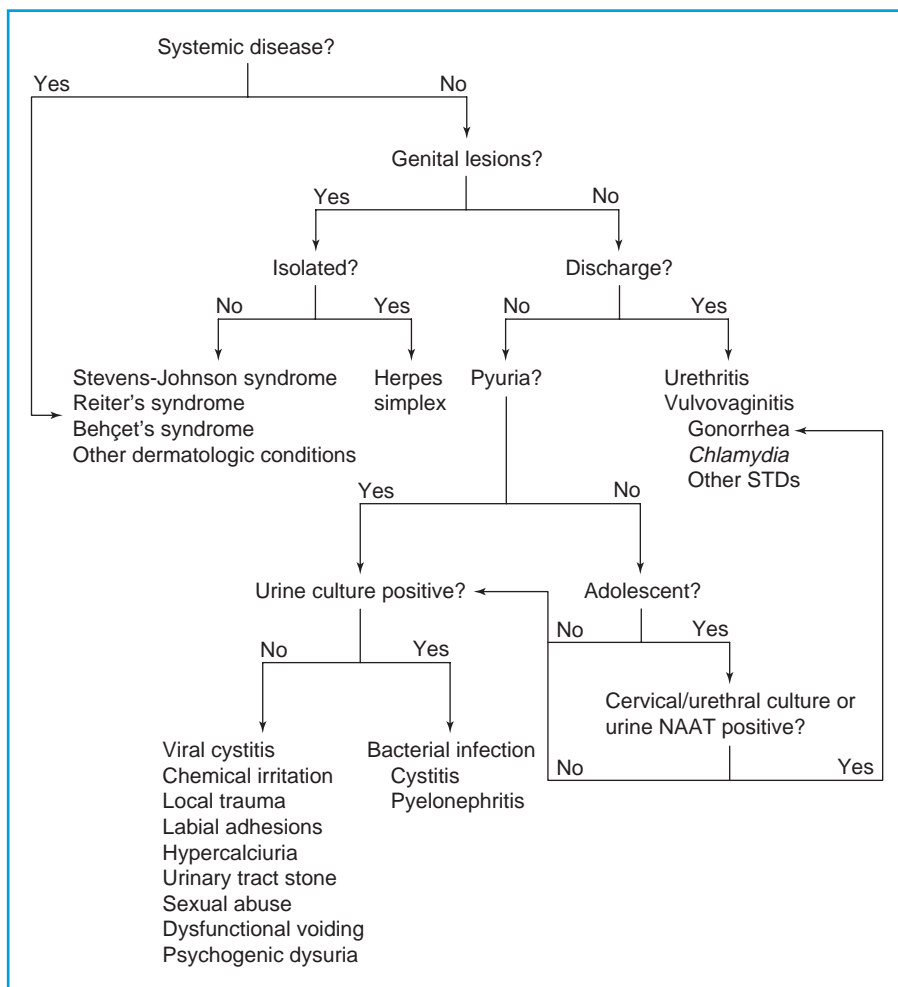 Systemic disease?
Yes
No
Genital lesions?
Yes
No
Isolated?
Discharge?
No
Yes
No
Yes
Stevens-Johnson syndrome
Reiter's syndrome
Behçet's syndrome
Other dermatologic conditions
Herpes
simplex
Pyuria?
Urethritis
Vulvovaginitis
Gonorrhea
Chlamydia
Other STDs
Yes
No
Urine culture positive?
Adolescent?
No
Yes
No
Yes
Cervical/urethral culture or
urine NAAT positive?
No
Yes
Viral cystitis
Chemical irritation
Local trauma
Labial adhesions
Hypercalciuria
Urinary tract stone
Sexual abuse
Dysfunctional voiding
Psychogenic dysuria
Bacterial infection
Cystitis
Pyelonephritis